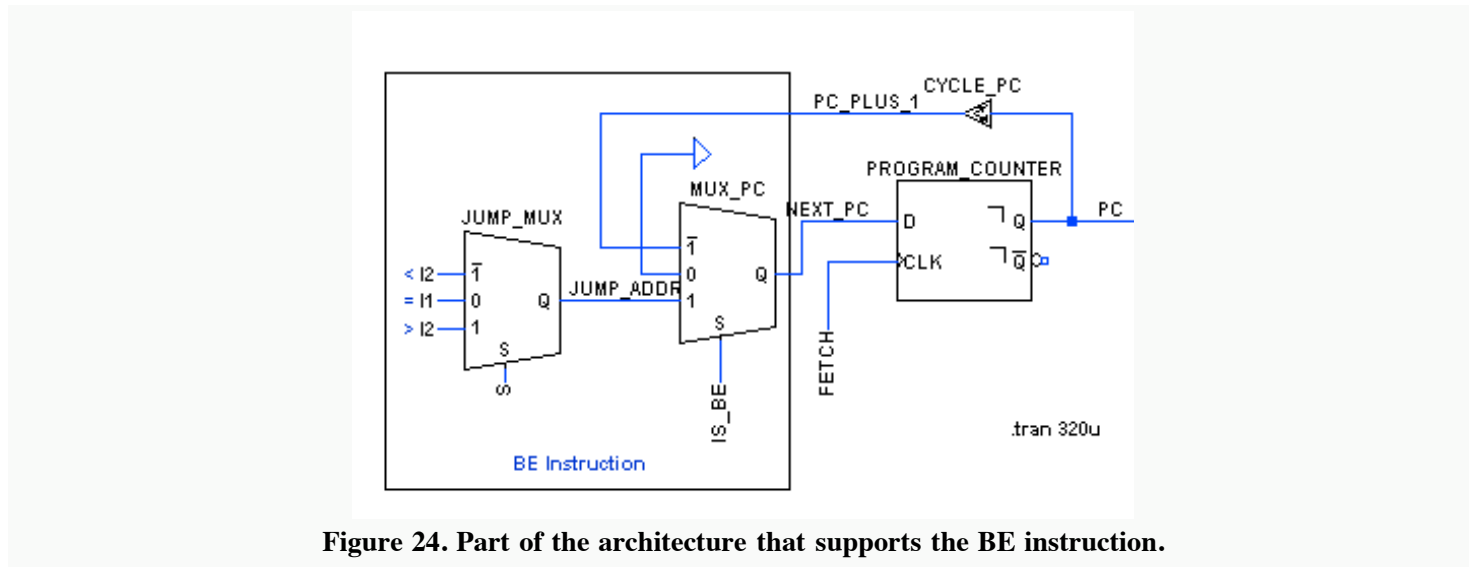 CYCLE_PC
PC_PLUS_1
PROGRAM_COUNTER
MUX_PC
JUMP_MUX
NEXT_PC
D
Q
PC
CLK
Q̅
< I2
1̅
= I1
0
Q
> I2
1
S
S
JUMP_ADDR
1̅
0
Q
1
S
IS_BE
FETCH
.tran 320u
BE Instruction
Figure 24. Part of the architecture that supports the BE instruction.